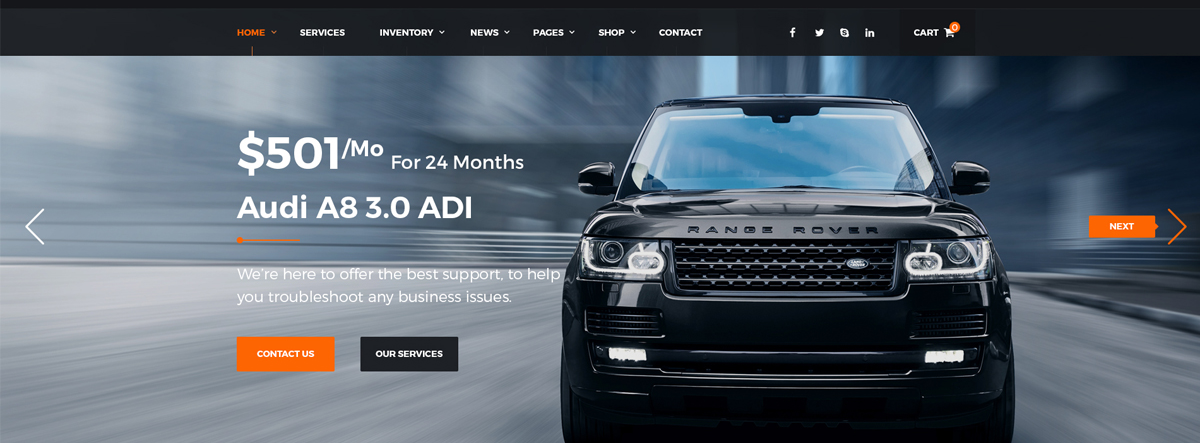 HOME SERVICES INVENTORY NEWS PAGES SHOP CONTACT CART 0
$501/Mo For 24 Months
Audi A8 3.0 ADI
RANGE ROVER
NEXT
We're here to offer the best support, to help
you troubleshoot any business issues.
CONTACT US OUR SERVICES